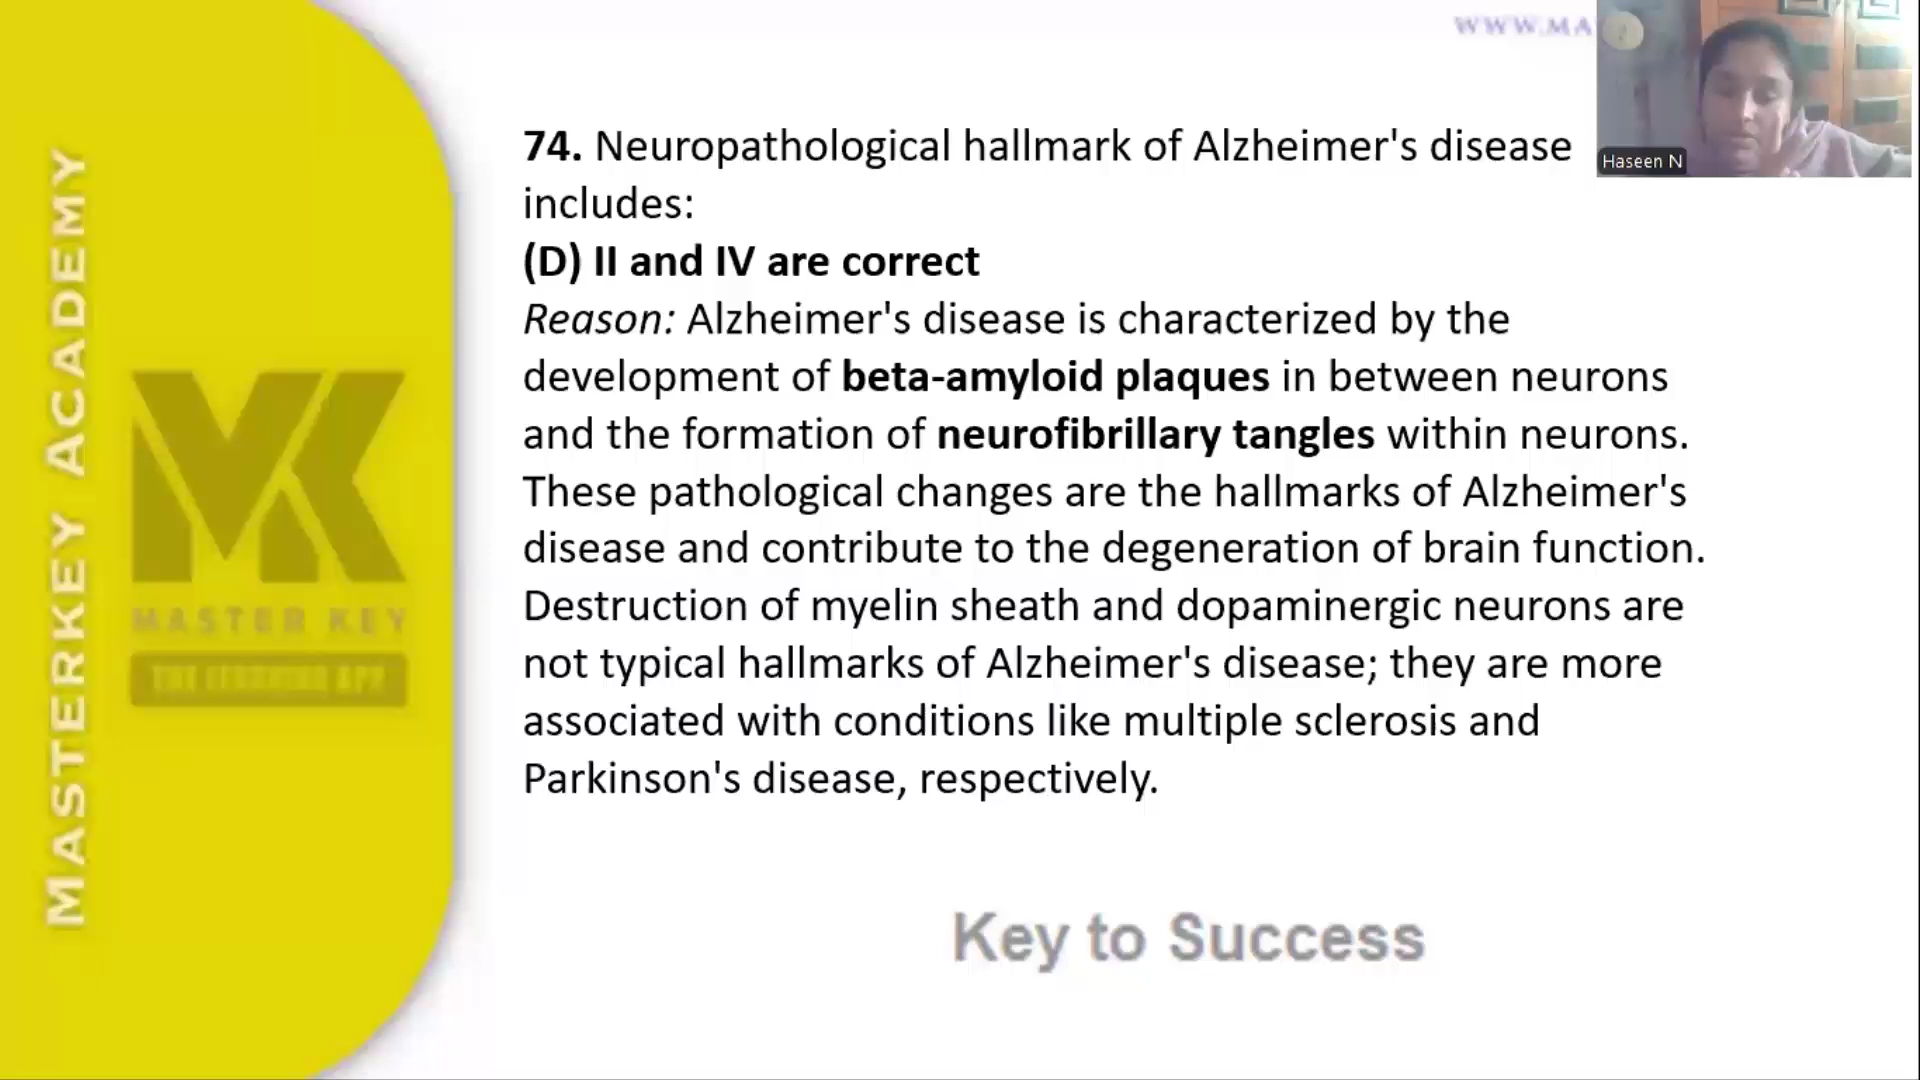 WWW.MA
Haseen N
74. Neuropathological hallmark of Alzheimer's disease
includes:
(D) II and IV are correct
Reason: Alzheimer's disease is characterized by the
development of beta-amyloid plaques in between neurons
and the formation of neurofibrillary tangles within neurons.
These pathological changes are the hallmarks of Alzheimer's
disease and contribute to the degeneration of brain function.
Destruction of myelin sheath and dopaminergic neurons are
not typical hallmarks of Alzheimer's disease; they are more
associated with conditions like multiple sclerosis and
Parkinson's disease, respectively.
Key to Success
MASTERKEY ACADEMY
MK
MASTER KEY
THE LEARNING APP